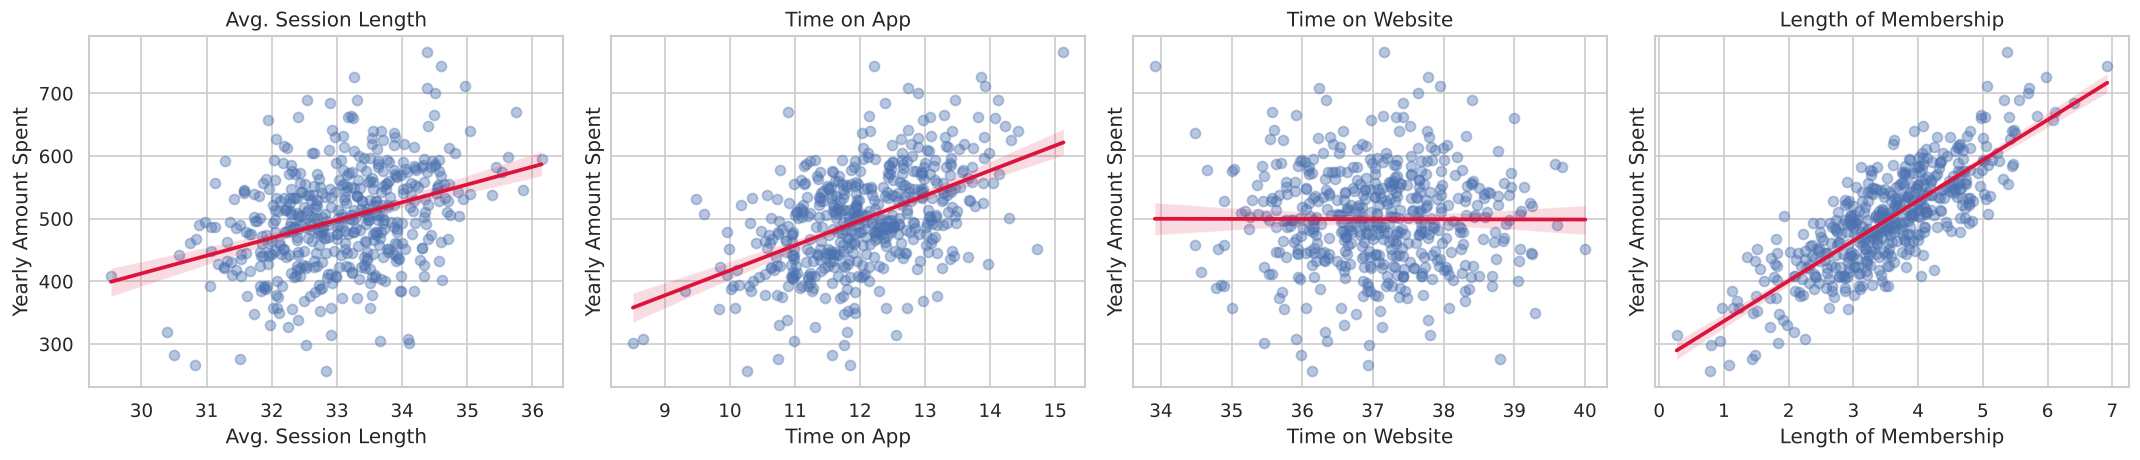 Avg. Session Length
Time on App
Time on Website
Length of Membership
Yearly Amount Spent
700
600
500
400
300
30 31 32 33 34 35 36
Avg. Session Length
Yearly Amount Spent
9 10 11 12 13 14 15
Time on App
Yearly Amount Spent
34 35 36 37 38 39 40
Time on Website
Yearly Amount Spent
0 1 2 3 4 5 6 7
Length of Membership